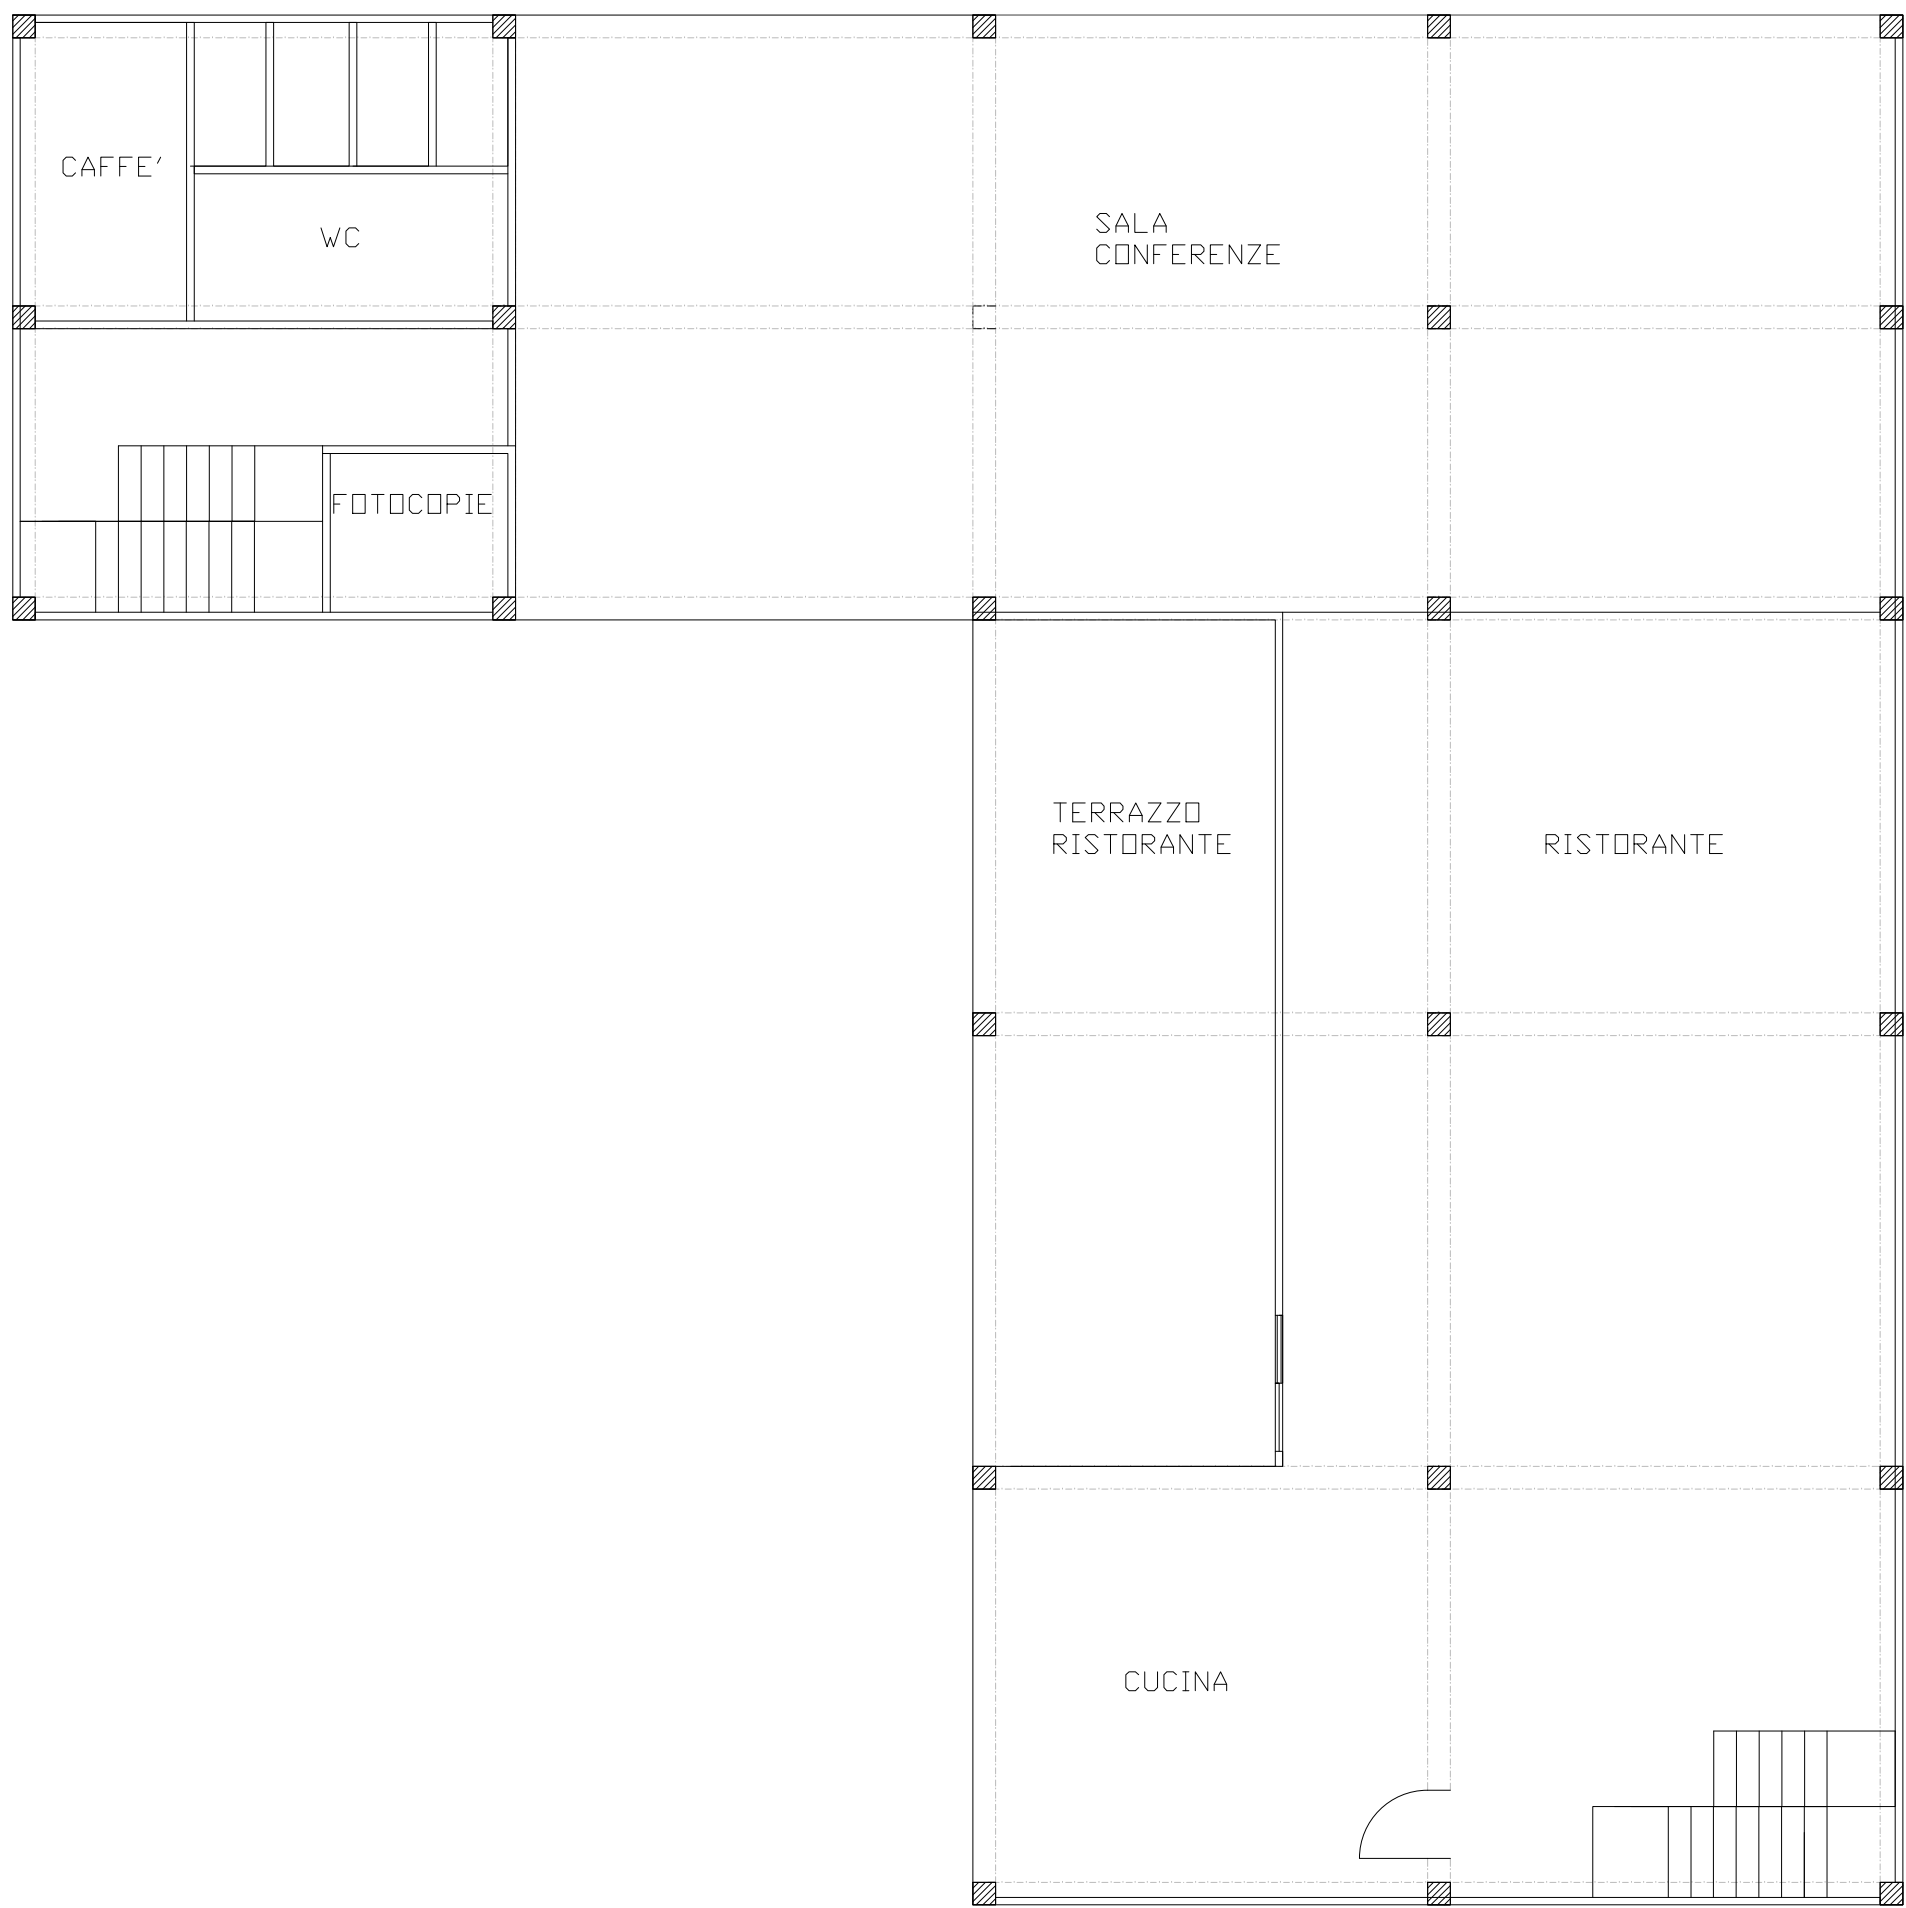 CAFFE'
WC
SALA
CONFERENZE
FOTOCOPIE
TERRAZZO
RISTORANTE
RISTORANTE
CUCINA